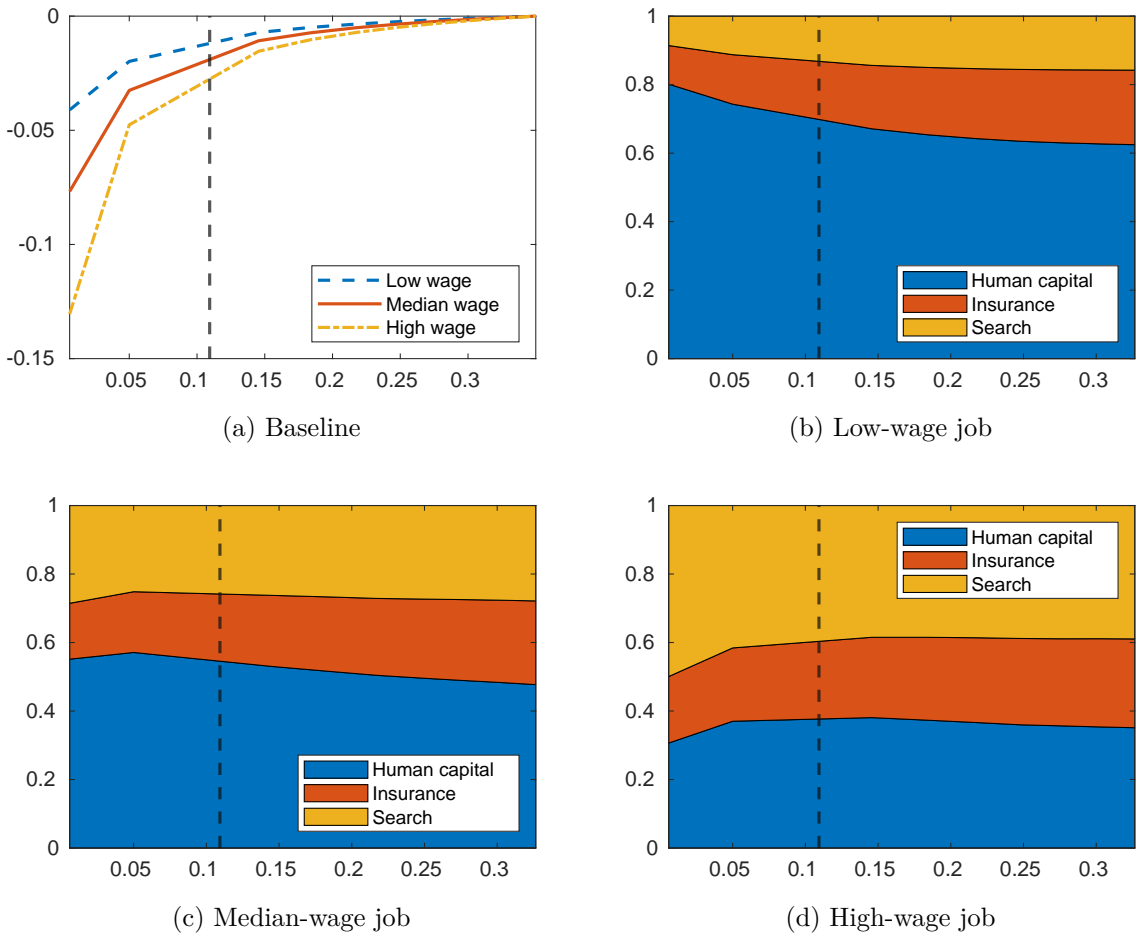 0
-0.05
-0.1
-0.15
0.05 0.1 0.15 0.2 0.25 0.3
Low wage
Median wage
High wage
(a) Baseline
1
0.8
0.6
0.4
0.2
0
0.05 0.1 0.15 0.2 0.25 0.3
Human capital
Insurance
Search
(b) Low-wage job
1
0.8
0.6
0.4
0.2
0
0.05 0.1 0.15 0.2 0.25 0.3
Human capital
Insurance
Search
(c) Median-wage job
1
0.8
0.6
0.4
0.2
0
0.05 0.1 0.15 0.2 0.25 0.3
Human capital
Insurance
Search
(d) High-wage job